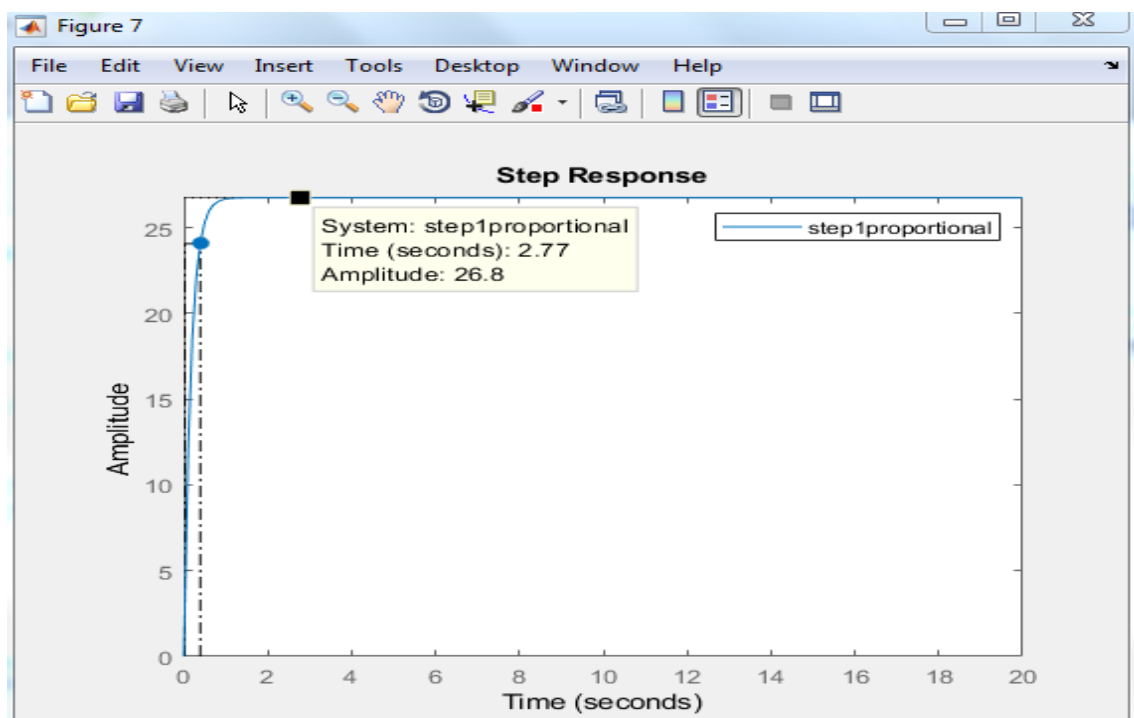 Figure 7
File Edit View Insert Tools Desktop Window Help
Step Response
System: step1proportional
Time (seconds): 2.77
Amplitude: 26.8
step1proportional
Amplitude
25
20
15
10
5
0
0 2 4 6 8 10 12 14 16 18 20
Time (seconds)